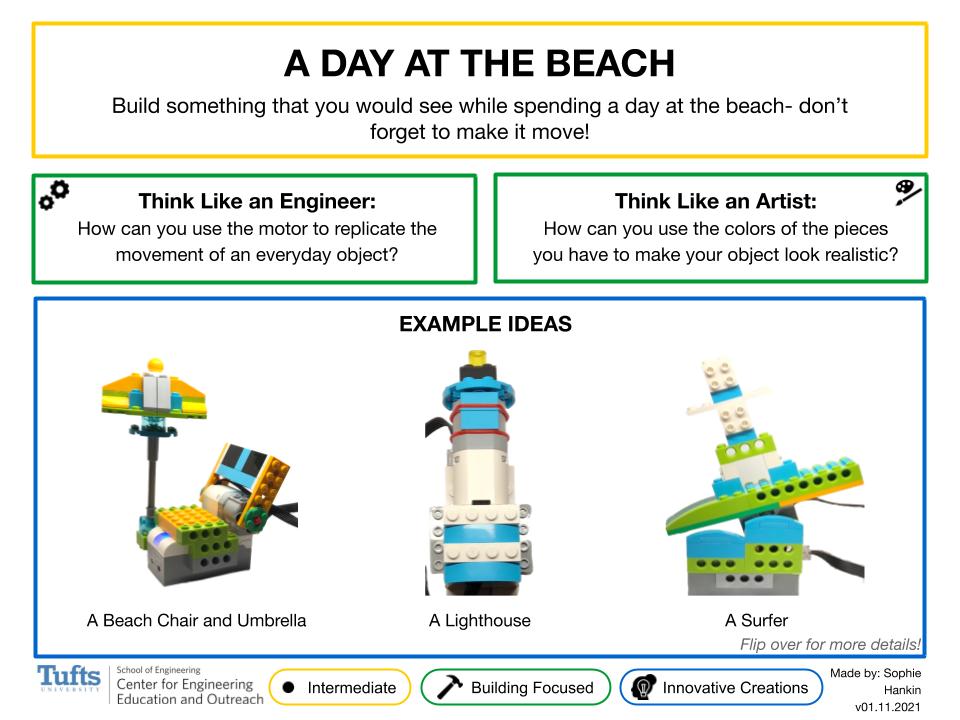 A DAY AT THE BEACH
Build something that you would see while spending a day at the beach- don't
forget to make it move!
Think Like an Engineer:
How can you use the motor to replicate the
movement of an everyday object?
Think Like an Artist:
How can you use the colors of the pieces
you have to make your object look realistic?
EXAMPLE IDEAS
A Beach Chair and Umbrella
A Lighthouse
A Surfer
Flip over for more details!
Tufts
UNIVERSITY
School of Engineering
Center for Engineering
Education and Outreach
Intermediate
Building Focused
Innovative Creations
Made by: Sophie
Hankin
v01.11.2021